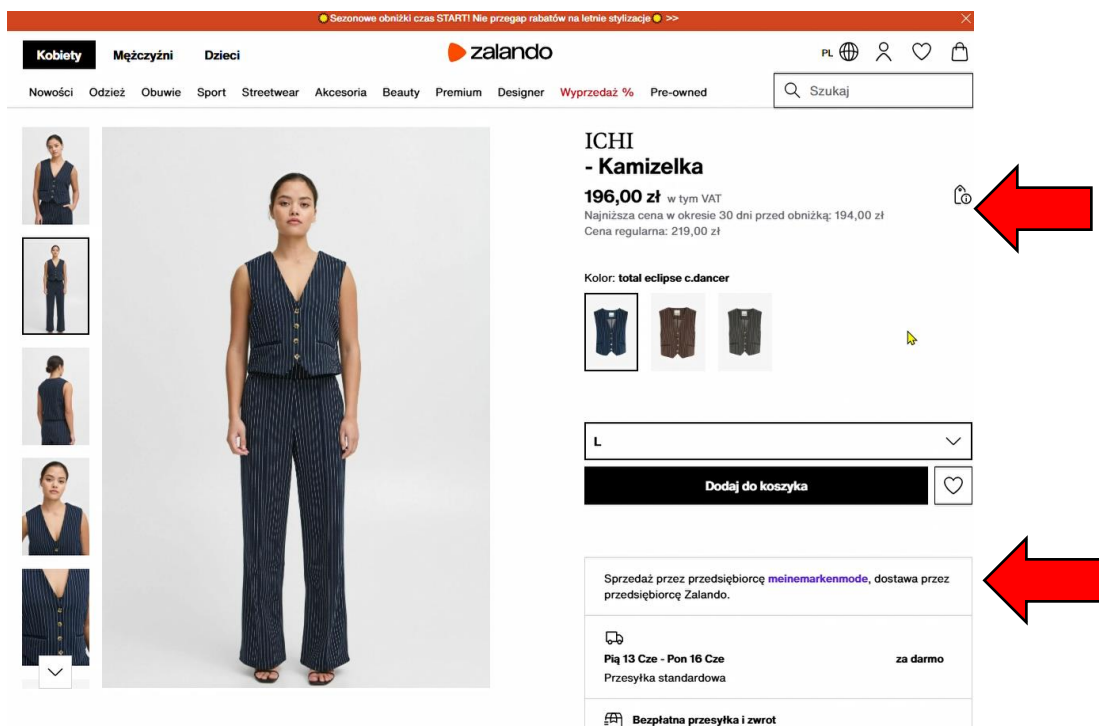 Sezonowe obniżki czas START! Nie przegap rabatów na letnie stylizacje >>
Kobiety Mężczyźni Dzieci
zalando
PL
Nowości Odzież Obuwie Sport Streetwear Akcesoria Beauty Premium Designer Wyprzedaż % Pre-owned
Szukaj
ICHI
- Kamizelka
196,00 zł w tym VAT
Najniższa cena w okresie 30 dni przed obniżką: 194,00 zł
Cena regularna: 219,00 zł
Kolor: total eclipse c.dancer
L
Dodaj do koszyka
Sprzedaż przez przedsiębiorcę meinemarkenmode, dostawa przez
przedsiębiorcę Zalando.
Pią 13 Cze - Pon 16 Cze za darmo
Przesyłka standardowa
Bezpłatna przesyłka i zwrot